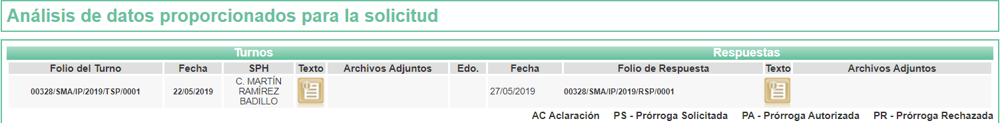 Análisis de datos proporcionados para la solicitud
Turnos Respuestas
Folio del Turno Fecha SPH Texto Archivos Adjuntos Edo. Fecha Folio de Respuesta Texto Archivos Adjuntos
00328/SMA/IP/2019/TSP/0001 22/05/2019 C. MARTÍN
RAMÍREZ
BADILLO
27/05/2019 00328/SMA/IP/2019/RSP/0001
AC Aclaración PS - Prórroga Solicitada PA - Prórroga Autorizada PR - Prórroga Rechazada